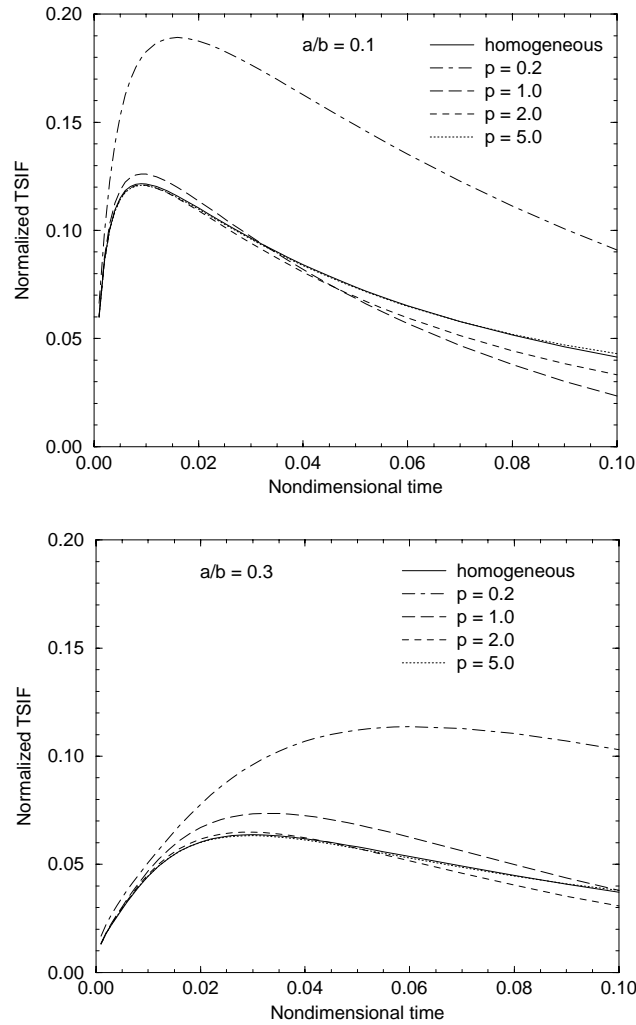 0.20
a/b = 0.1
homogeneous
p = 0.2
p = 1.0
p = 2.0
p = 5.0
0.15
0.10
0.05
0.00
Normalized TSIF
0.00 0.02 0.04 0.06 0.08 0.10
Nondimensional time
0.20
a/b = 0.3
homogeneous
p = 0.2
p = 1.0
p = 2.0
p = 5.0
0.15
0.10
0.05
0.00
Normalized TSIF
0.00 0.02 0.04 0.06 0.08 0.10
Nondimensional time